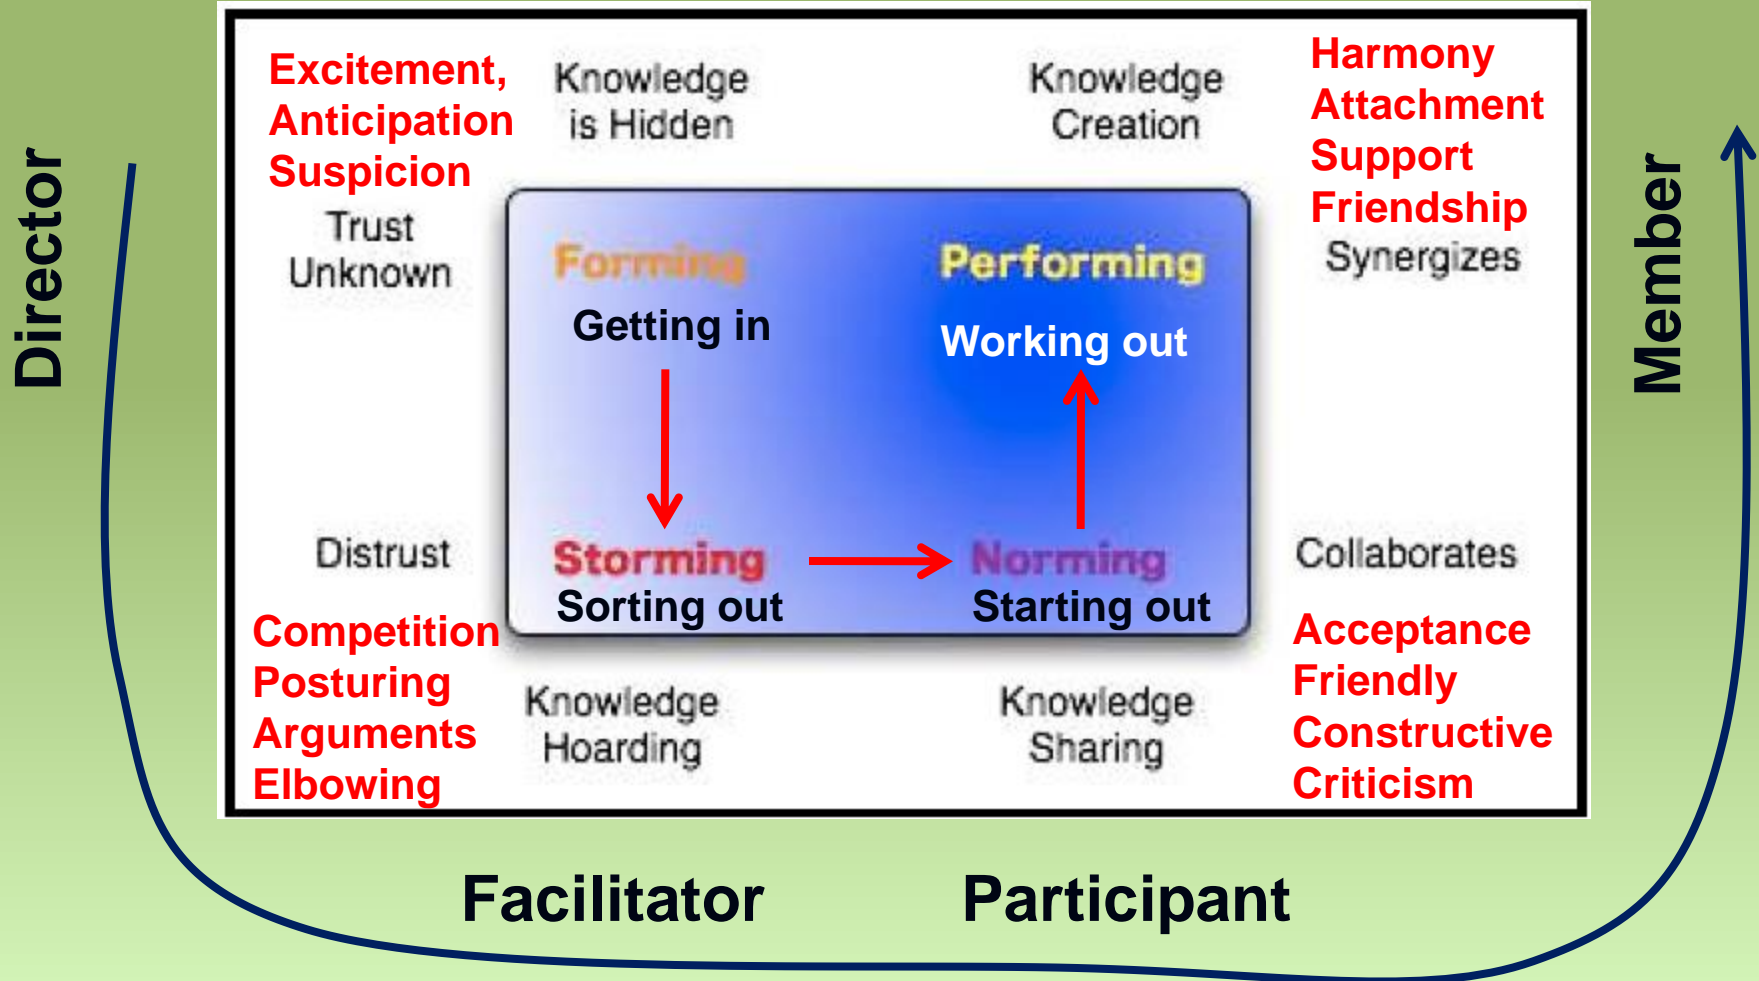 Excitement,
Anticipation
Suspicion
Knowledge
is Hidden
Knowledge
Creation
Harmony
Attachment
Support
Friendship
Director
Trust
Unknown
Forming
Getting in
Performing
Working out
Synergizes
Member
Distrust
Storming
Sorting out
Norming
Starting out
Collaborates
Competition
Posturing
Arguments
Elbowing
Knowledge
Hoarding
Knowledge
Sharing
Acceptance
Friendly
Constructive
Criticism
Facilitator
Participant